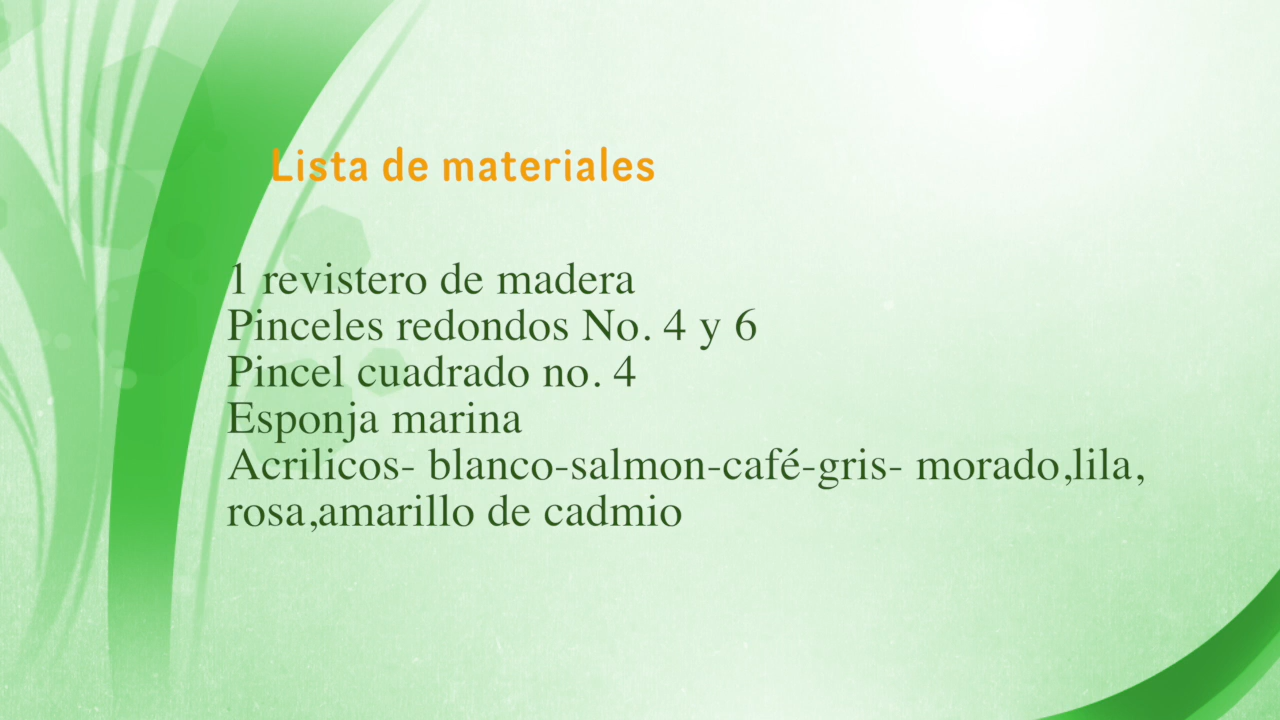 Lista de materiales
1 revistero de madera
Pinceles redondos No. 4 y 6
Pincel cuadrado no. 4
Esponja marina
Acrilicos- blanco-salmon-café-gris- morado,lila,
rosa,amarillo de cadmio